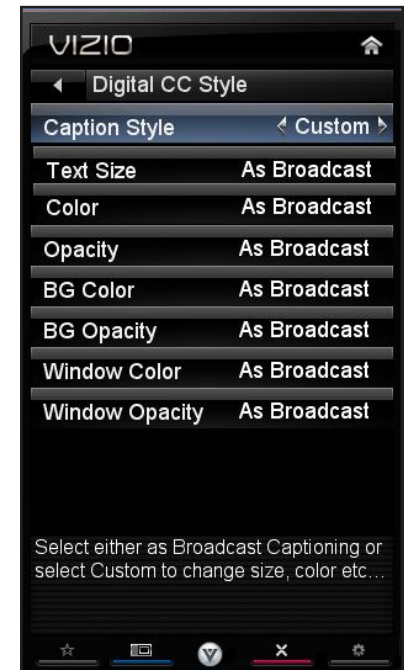 VIZIO
Digital CC Style
Caption Style Custom
Text Size As Broadcast
Color As Broadcast
Opacity As Broadcast
BG Color As Broadcast
BG Opacity As Broadcast
Window Color As Broadcast
Window Opacity As Broadcast
Select either as Broadcast Captioning or
select Custom to change size, color etc...
V